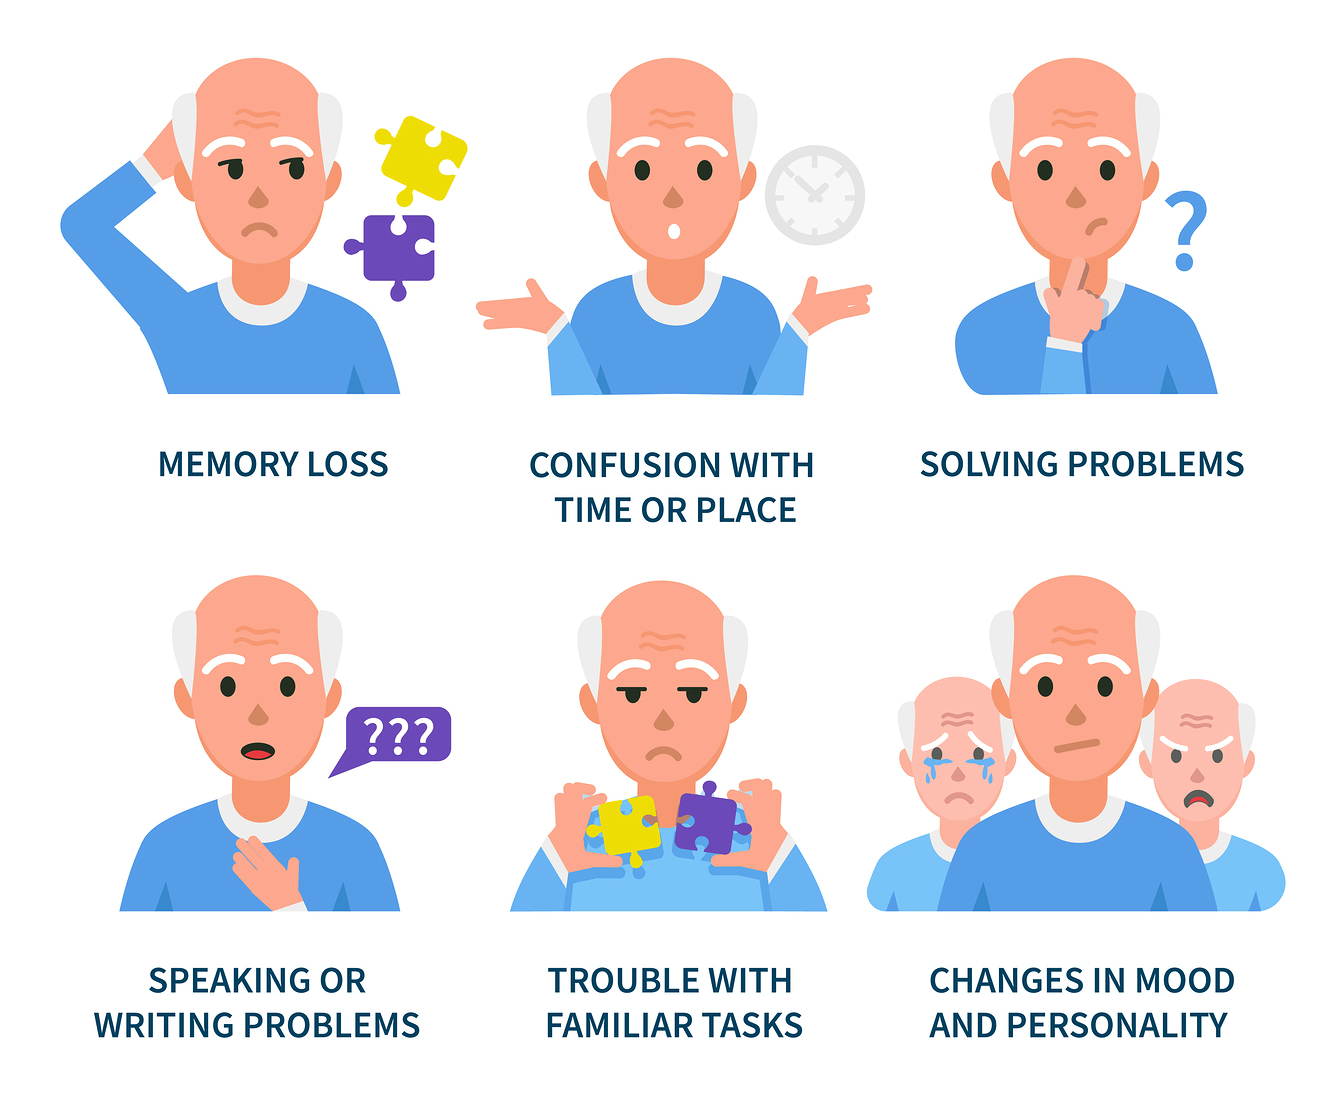 ?
MEMORY LOSS
CONFUSION WITH
TIME OR PLACE
SOLVING PROBLEMS
???
SPEAKING OR
WRITING PROBLEMS
TROUBLE WITH
FAMILIAR TASKS
CHANGES IN MOOD
AND PERSONALITY